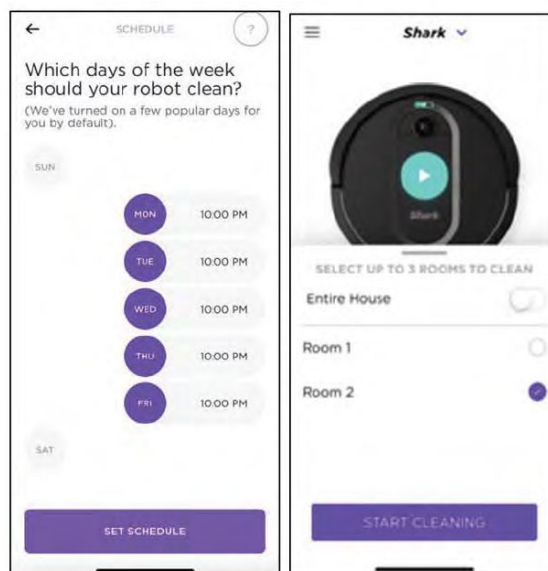 SCHEDULE
?
Which days of the week
should your robot clean?
(We've turned on a few popular days for
you by default).
SUN
MON 10:00 PM
TUE 10:00 PM
WED 10:00 PM
THU 10:00 PM
FRI 10:00 PM
SAT
SET SCHEDULE
Shark
Shark
SELECT UP TO 3 ROOMS TO CLEAN
Entire House
Room 1
Room 2
START CLEANING